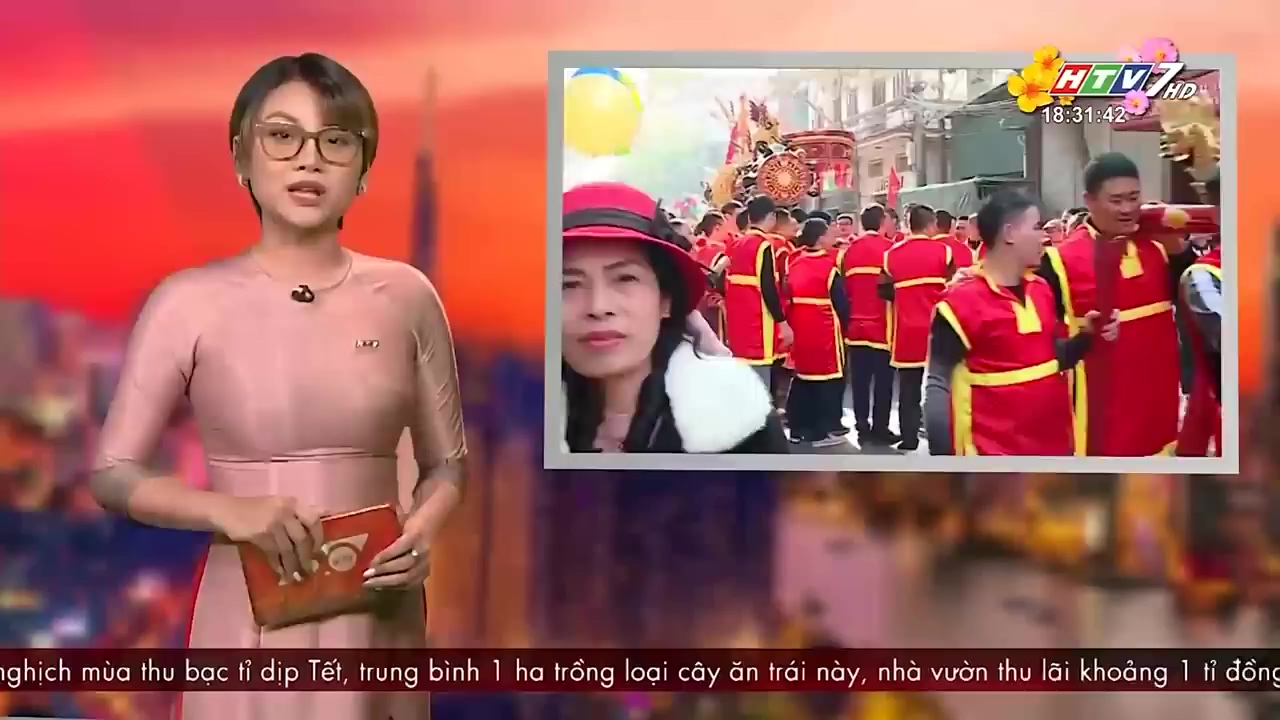 HTV7 HD
18:31:42
nghịch mùa thu bạc tỉ dịp Tết, trung bình 1 ha trồng loại cây ăn trái này, nhà vườn thu lãi khoảng 1 tỉ đồng